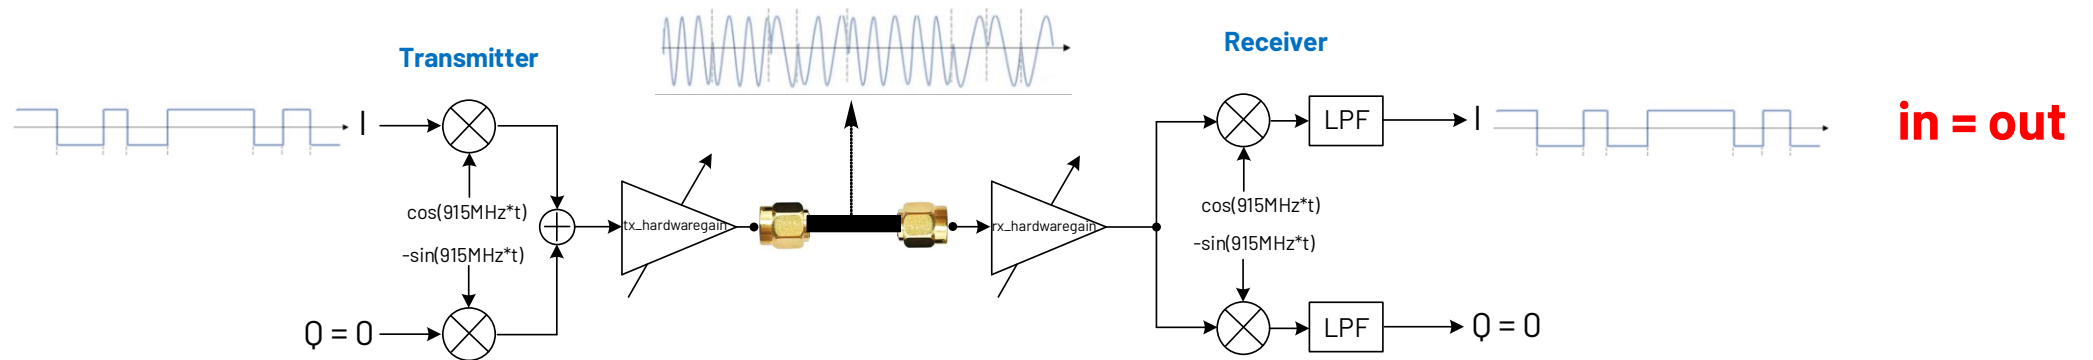 Transmitter
Receiver
I
cos(915MHz*t)
-sin(915MHz*t)
Q = 0
tx_hardwaregain
rx_hardwaregain
cos(915MHz*t)
-sin(915MHz*t)
LPF
LPF
I
Q = 0
in = out